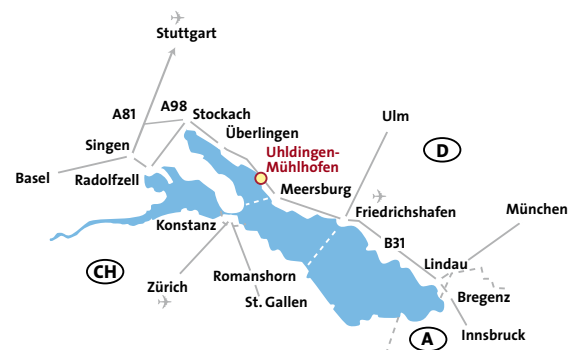 Stuttgart
A81
A98
Stockach
Überlingen
Ulm
Singen
Uhldingen-
Mühlhofen
D
Basel
Radolfzell
Meersburg
Friedrichshafen
München
Konstanz
B31
Lindau
CH
Zürich
Romanshorn
St. Gallen
Bregenz
A
Innsbruck